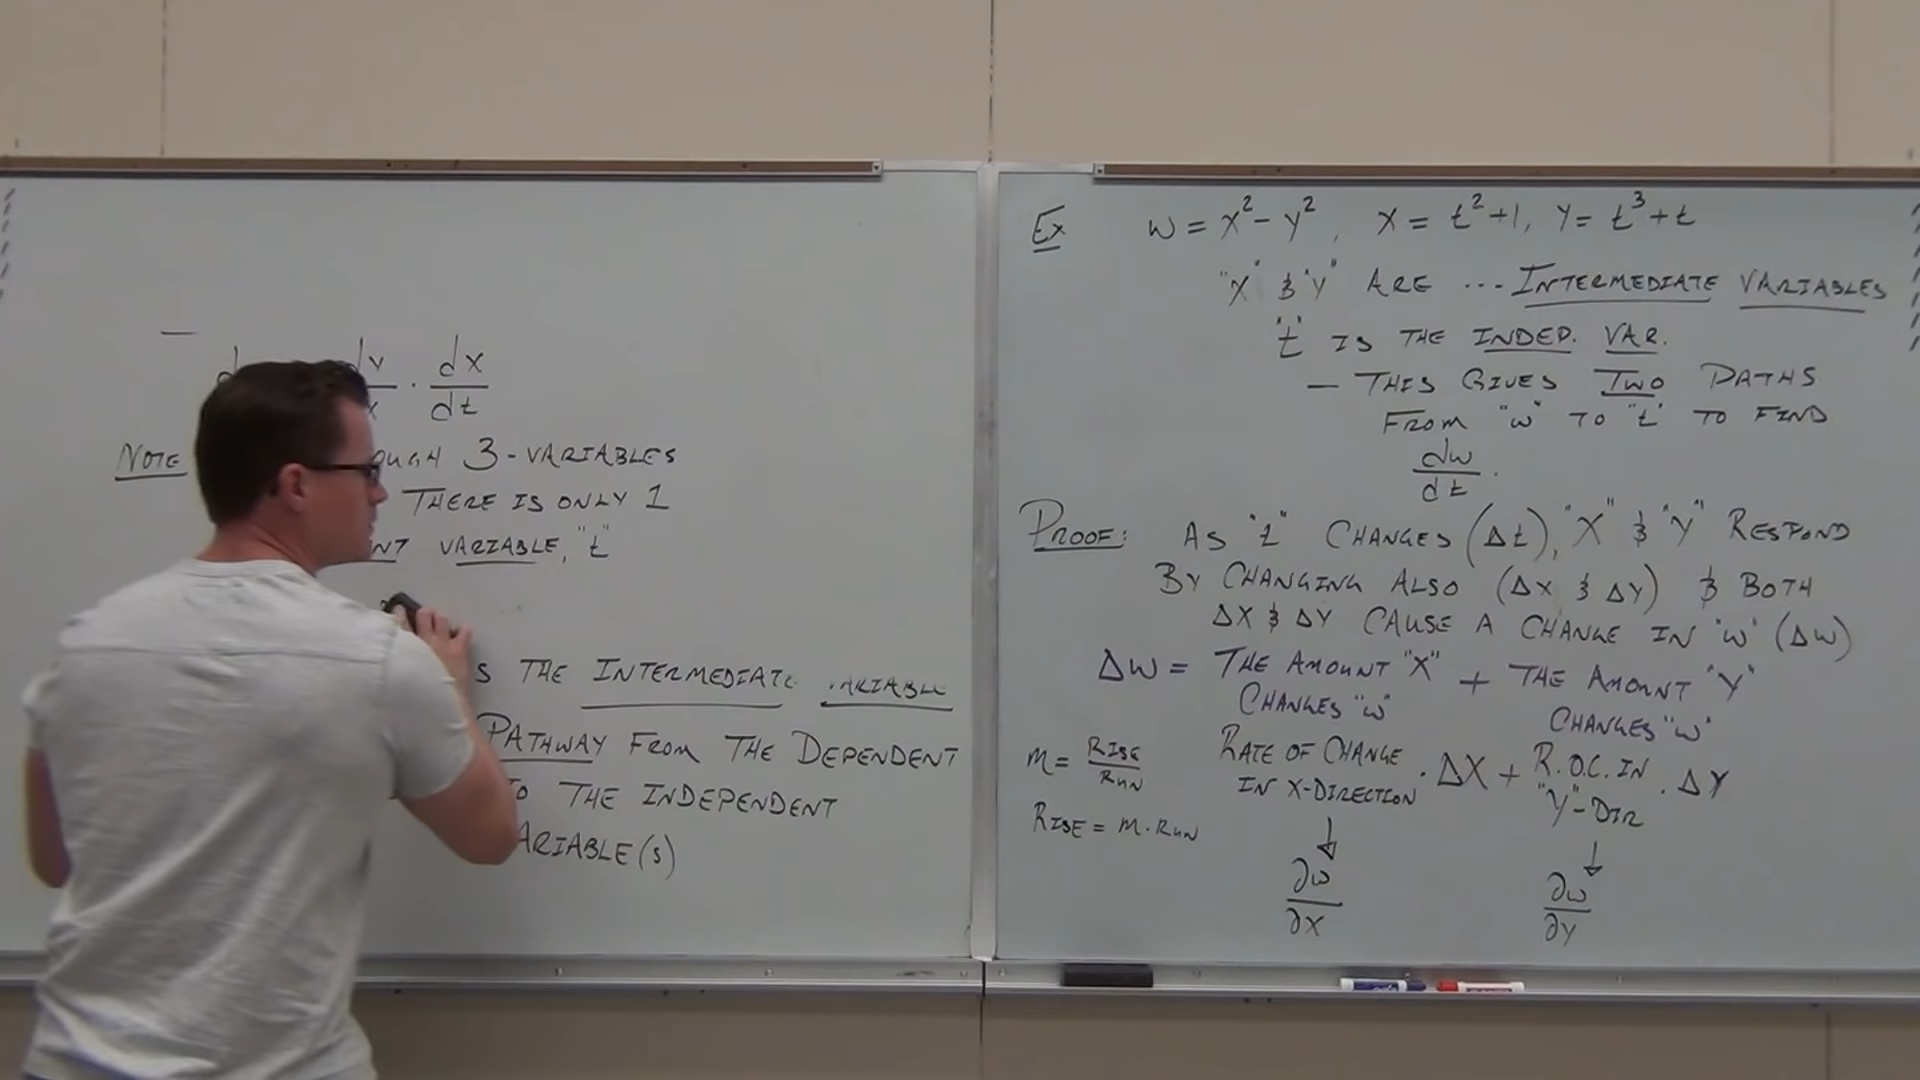 dy/dx · dx/dt
NOTE 3-VARIABLES
THERE IS ONLY 1
VARIABLE, "t"
THE INTERMEDIATE VARIABLE
PATHWAY FROM THE DEPENDENT
TO THE INDEPENDENT
VARIABLE(S)
Ex w = x² - y², x = t² + 1, y = t³ + t
"X" & "Y" ARE ... INTERMEDIATE VARIABLES
"t" IS THE INDEP. VAR.
— THIS GIVES TWO PATHS
FROM "w" TO "t" TO FIND
dw/dt.
PROOF: AS "t" CHANGES (Δt), "X" & "Y" RESPOND
BY CHANGING ALSO (ΔX & ΔY) & BOTH
ΔX & ΔY CAUSE A CHANGE IN "w" (Δw)
Δw = THE AMOUNT "X" + THE AMOUNT "Y"
CHANGES "w" CHANGES "w"
m = RISE/RUN RATE OF CHANGE IN X-DIRECTION · ΔX + R.O.C. IN "Y"-DIR · ΔY
RISE = m · RUN
∂w/∂x ∂w/∂y